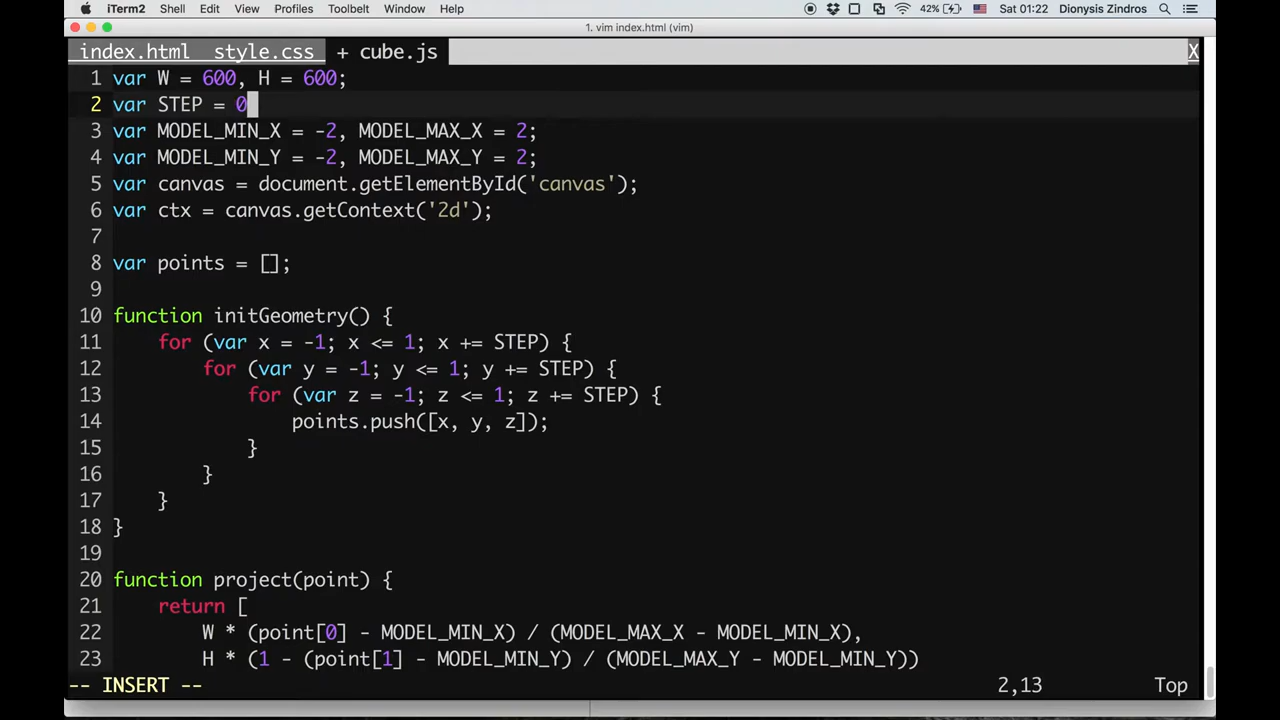 iTerm2 Shell Edit View Profiles Toolbelt Window Help 42% Sat 01:22 Dionysis Zindros
1. vim index.html (vim)
index.html style.css + cube.js X
1 var W = 600, H = 600;
2 var STEP = 0
3 var MODEL_MIN_X = -2, MODEL_MAX_X = 2;
4 var MODEL_MIN_Y = -2, MODEL_MAX_Y = 2;
5 var canvas = document.getElementById('canvas');
6 var ctx = canvas.getContext('2d');
7
8 var points = [];
9
10 function initGeometry() {
11 for (var x = -1; x <= 1; x += STEP) {
12 for (var y = -1; y <= 1; y += STEP) {
13 for (var z = -1; z <= 1; z += STEP) {
14 points.push([x, y, z]);
15 }
16 }
17 }
18 }
19
20 function project(point) {
21 return [
22 W * (point[0] - MODEL_MIN_X) / (MODEL_MAX_X - MODEL_MIN_X),
23 H * (1 - (point[1] - MODEL_MIN_Y) / (MODEL_MAX_Y - MODEL_MIN_Y))
-- INSERT -- 2,13 Top